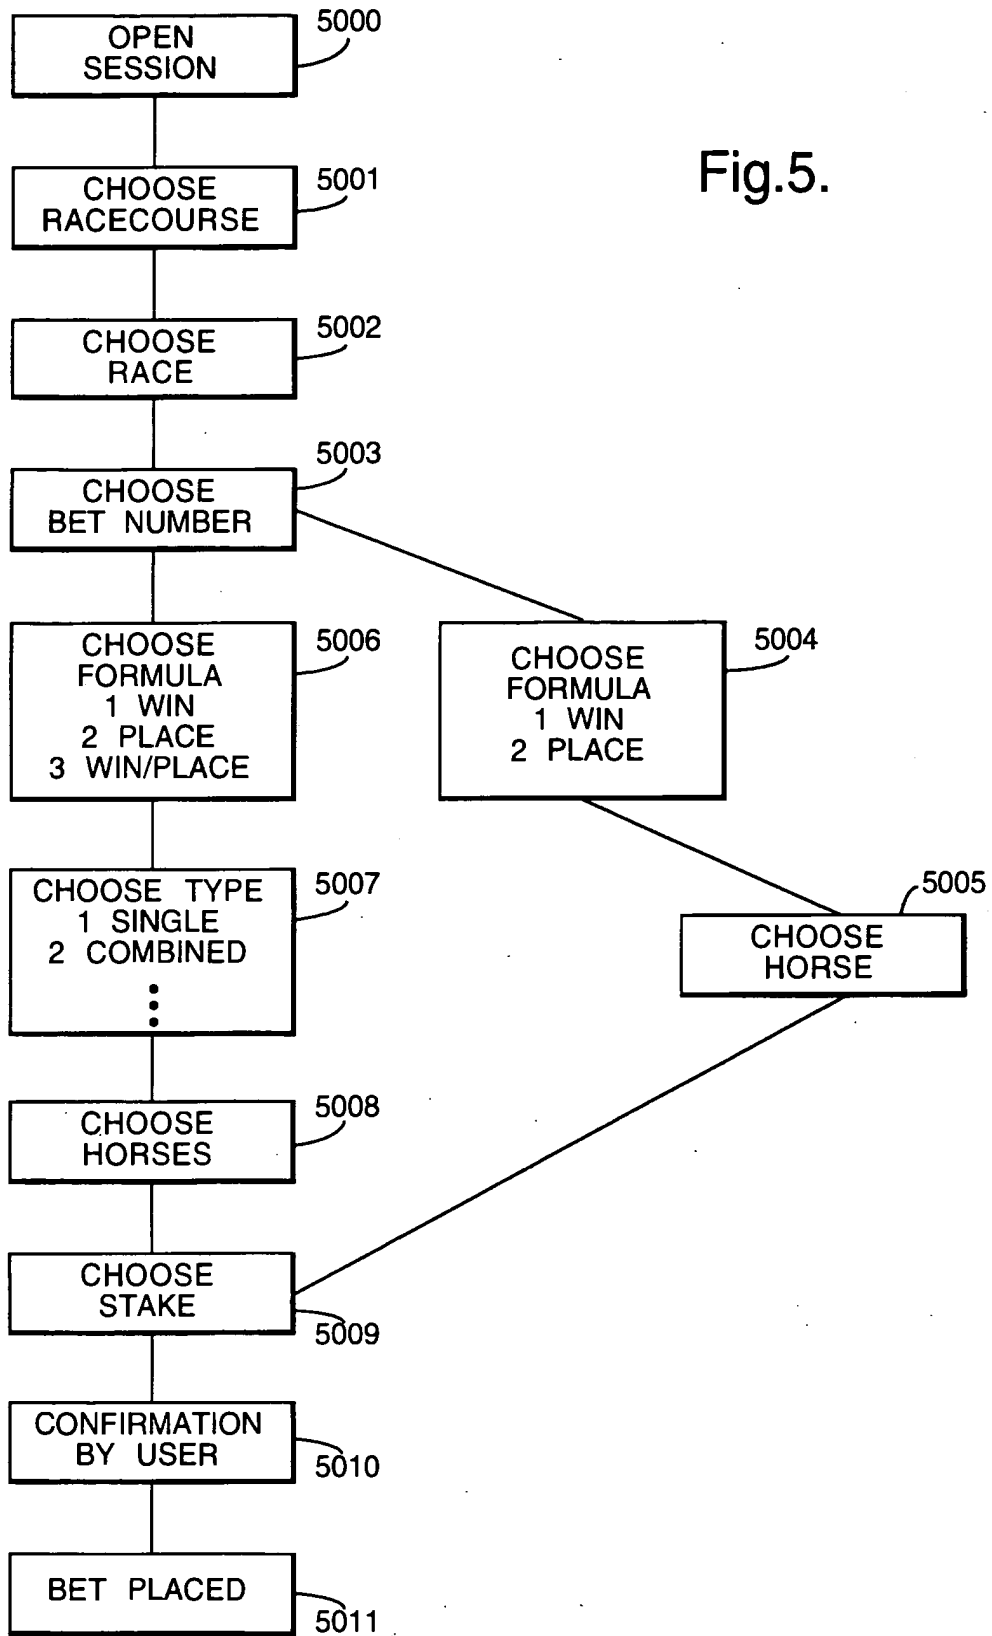 OPEN
SESSION
5000
Fig.5.
CHOOSE
RACECOURSE
5001
CHOOSE
RACE
5002
CHOOSE
BET NUMBER
5003
CHOOSE
FORMULA
1 WIN
2 PLACE
3 WIN/PLACE
5006
CHOOSE
FORMULA
1 WIN
2 PLACE
5004
CHOOSE TYPE
1 SINGLE
2 COMBINED
5007
CHOOSE
HORSE
5005
CHOOSE
HORSES
5008
CHOOSE
STAKE
5009
CONFIRMATION
BY USER
5010
BET PLACED
5011